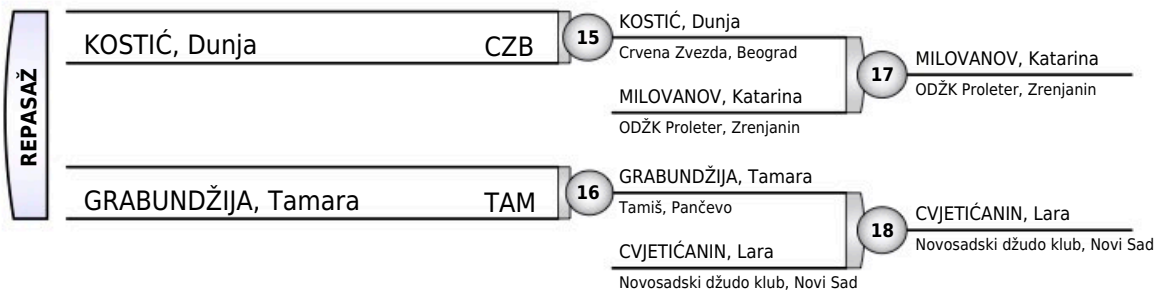 REPASAŽ
KOSTIĆ, Dunja CZB
15
KOSTIĆ, Dunja
Crvena Zvezda, Beograd
MILOVANOV, Katarina
ODŽK Proleter, Zrenjanin
17
MILOVANOV, Katarina
ODŽK Proleter, Zrenjanin
GRABUNDŽIJA, Tamara TAM
16
GRABUNDŽIJA, Tamara
Tamiš, Pančevo
CVJETIĆANIN, Lara
Novosadski džudo klub, Novi Sad
18
CVJETIĆANIN, Lara
Novosadski džudo klub, Novi Sad